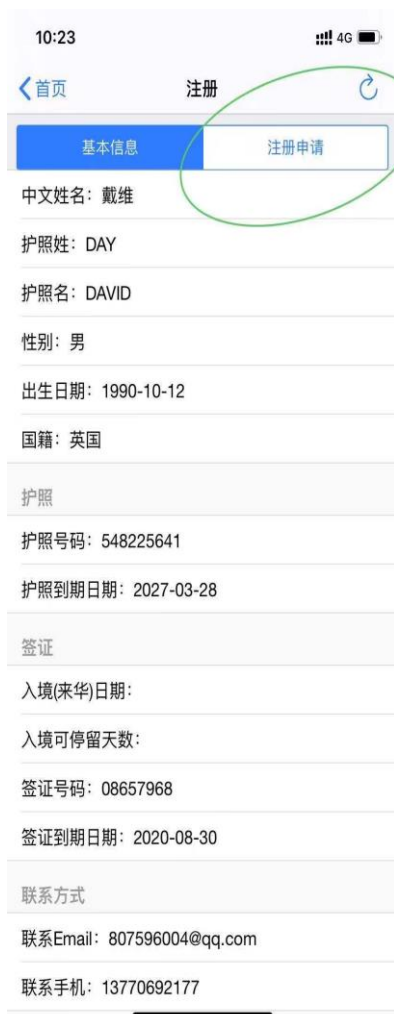 10:23 4G
首页 注册
基本信息 注册申请
中文姓名：戴维
护照姓：DAY
护照名：DAVID
性别：男
出生日期：1990-10-12
国籍：英国
护照
护照号码：548225641
护照到期日期：2027-03-28
签证
入境(来华)日期：
入境可停留天数：
签证号码：08657968
签证到期日期：2020-08-30
联系方式
联系Email：807596004@qq.com
联系手机：13770692177